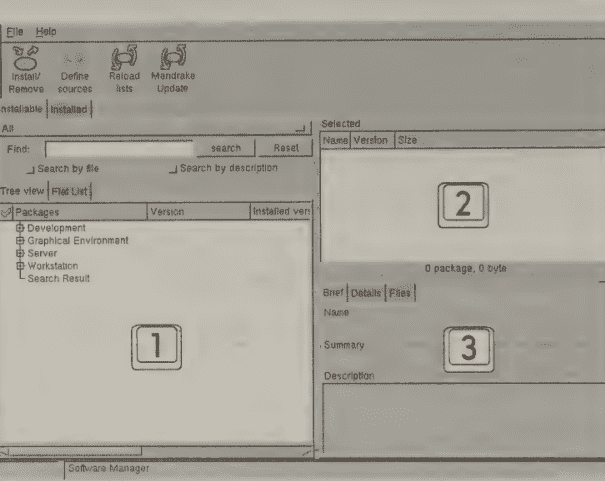 File Help
Install/ Remove
Define sources
Reload lists
Mandrake Update
Installable Installed
All
Find: search Reset
Search by file Search by description
Tree view Flat List
Packages Version Installed ver
Development
Graphical Environment
Server
Workstation
Search Result
1
Selected
Name Version Size
2
0 package, 0 byte
Brief Details Files
Name
Summary
3
Description
Software Manager